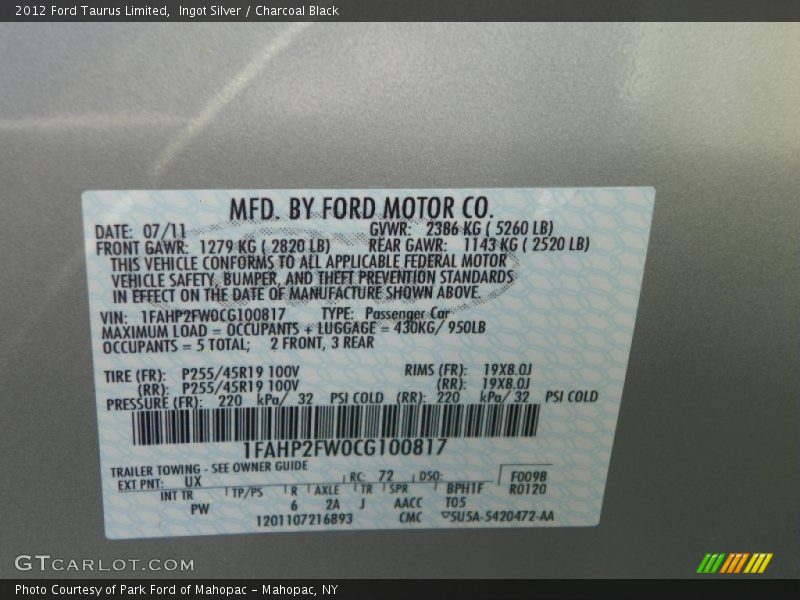 2012 Ford Taurus Limited,  Ingot Silver / Charcoal Black
MFD. BY FORD MOTOR CO.
DATE: 07/11 GVWR: 2386 KG ( 5260 LB)
FRONT GAWR: 1279 KG ( 2820 LB) REAR GAWR: 1143 KG ( 2520 LB)
THIS VEHICLE CONFORMS TO ALL APPLICABLE FEDERAL MOTOR
VEHICLE SAFETY, BUMPER, AND THEFT PREVENTION STANDARDS
IN EFFECT ON THE DATE OF MANUFACTURE SHOWN ABOVE
VIN: 1FAHP2FW0CG100817 TYPE: Passenger Car
MAXIMUM LOAD = OCCUPANTS + LUGGAGE = 430KG/ 950LB
OCCUPANTS = 5 TOTAL; 2 FRONT, 3 REAR
TIRE (FR): P255/45R19 100V RIMS (FR): 19X8.0J
(RR): P255/45R19 100V (RR): 19X8.0J
PRESSURE (FR): 220 kPa/ 32 PSI COLD (RR): 220 kPa/ 32 PSI COLD
1FAHP2FW0CG100817
TRAILER TOWING - SEE OWNER GUIDE
EXT PNT: UX RC: 72 DSO: F0098
INT TR TP/PS R AXLE TR SPR BPH1F R0120
PW 6 2A J AACC T05
1201107216893 CMC ▽5U5A-5420472-AA
GTCARLOT.COM
Photo Courtesy of Park Ford of Mahopac – Mahopac, NY